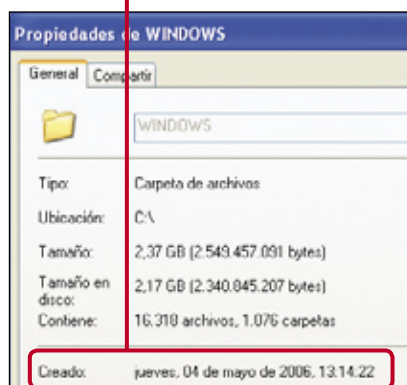 Propiedades de WINDOWS
General Compartir
WINDOWS
Tipo: Carpeta de archivos
Ubicación: C:\
Tamaño: 2,37 GB (2.549.457.091 bytes)
Tamaño en disco: 2,17 GB (2.340.845.207 bytes)
Contiene: 16.318 archivos, 1.076 carpetas
Creado: jueves, 04 de mayo de 2006, 13:14:22